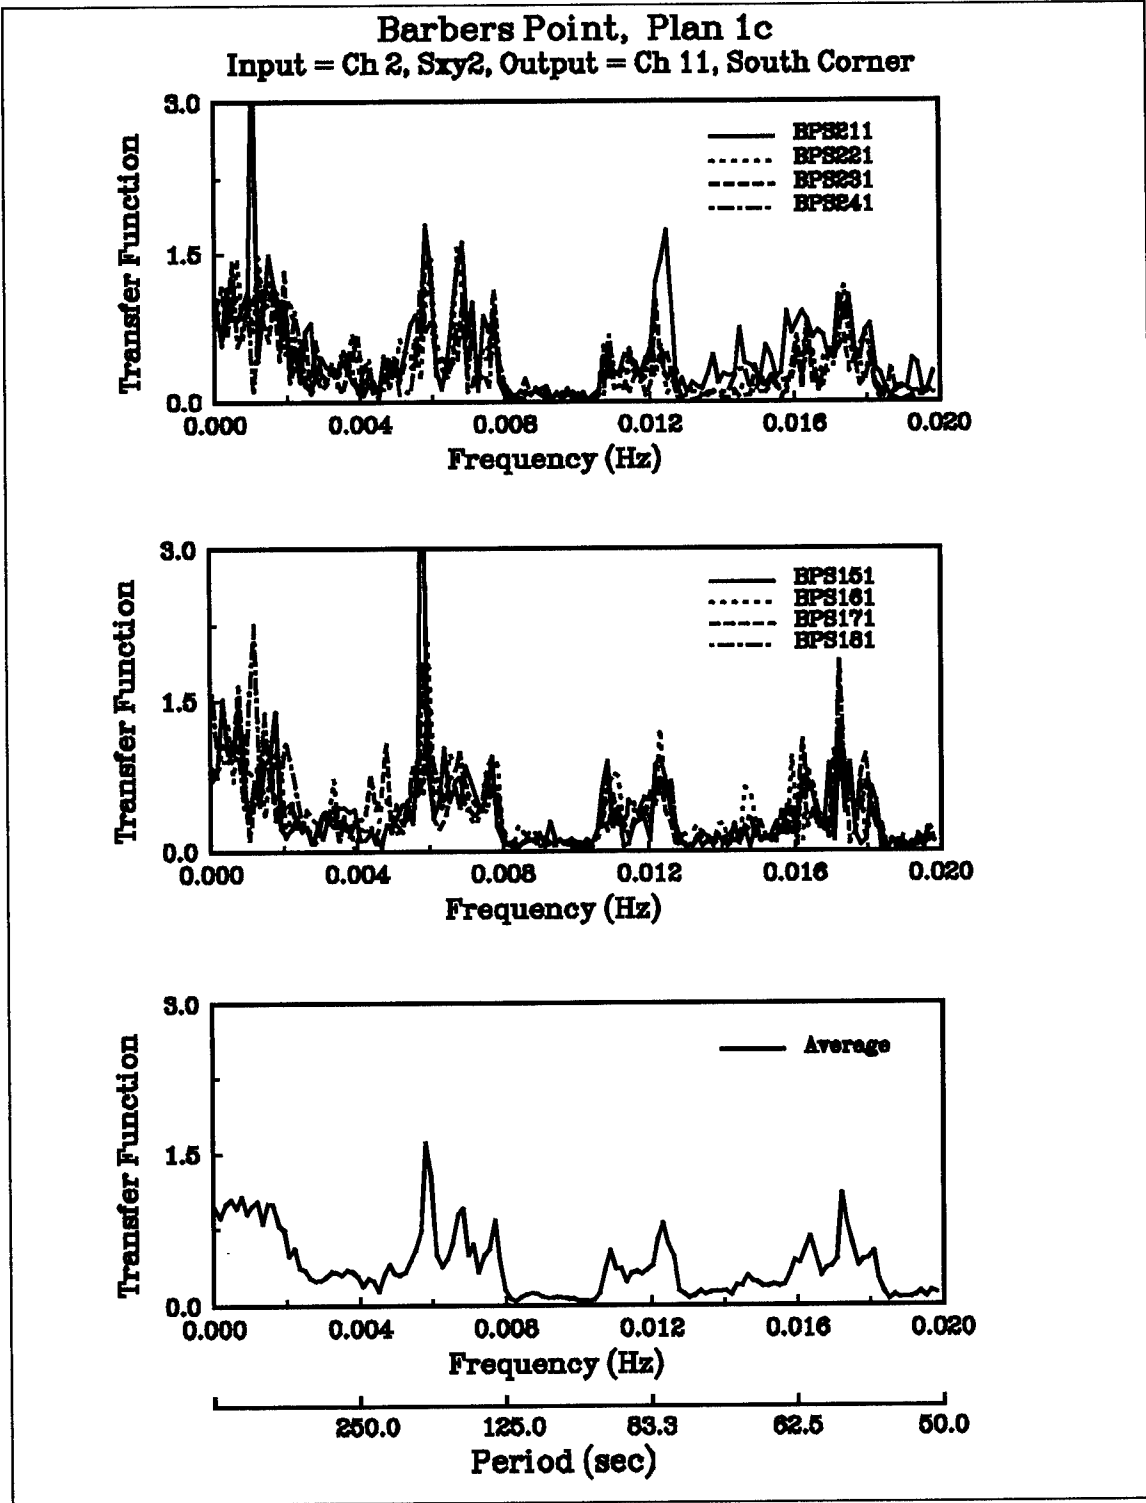 Barbers Point, Plan 1c
Input = Ch 2, Sxy2, Output = Ch 11, South Corner
Transfer Function
3.0
1.5
0.0
BPS211
BPS221
BPS231
BPS241
0.000 0.004 0.008 0.012 0.016 0.020
Frequency (Hz)
Transfer Function
3.0
1.5
0.0
BPS151
BPS161
BPS171
BPS181
0.000 0.004 0.008 0.012 0.016 0.020
Frequency (Hz)
Transfer Function
3.0
1.5
0.0
Average
0.000 0.004 0.008 0.012 0.016 0.020
Frequency (Hz)
250.0 125.0 83.3 62.5 50.0
Period (sec)